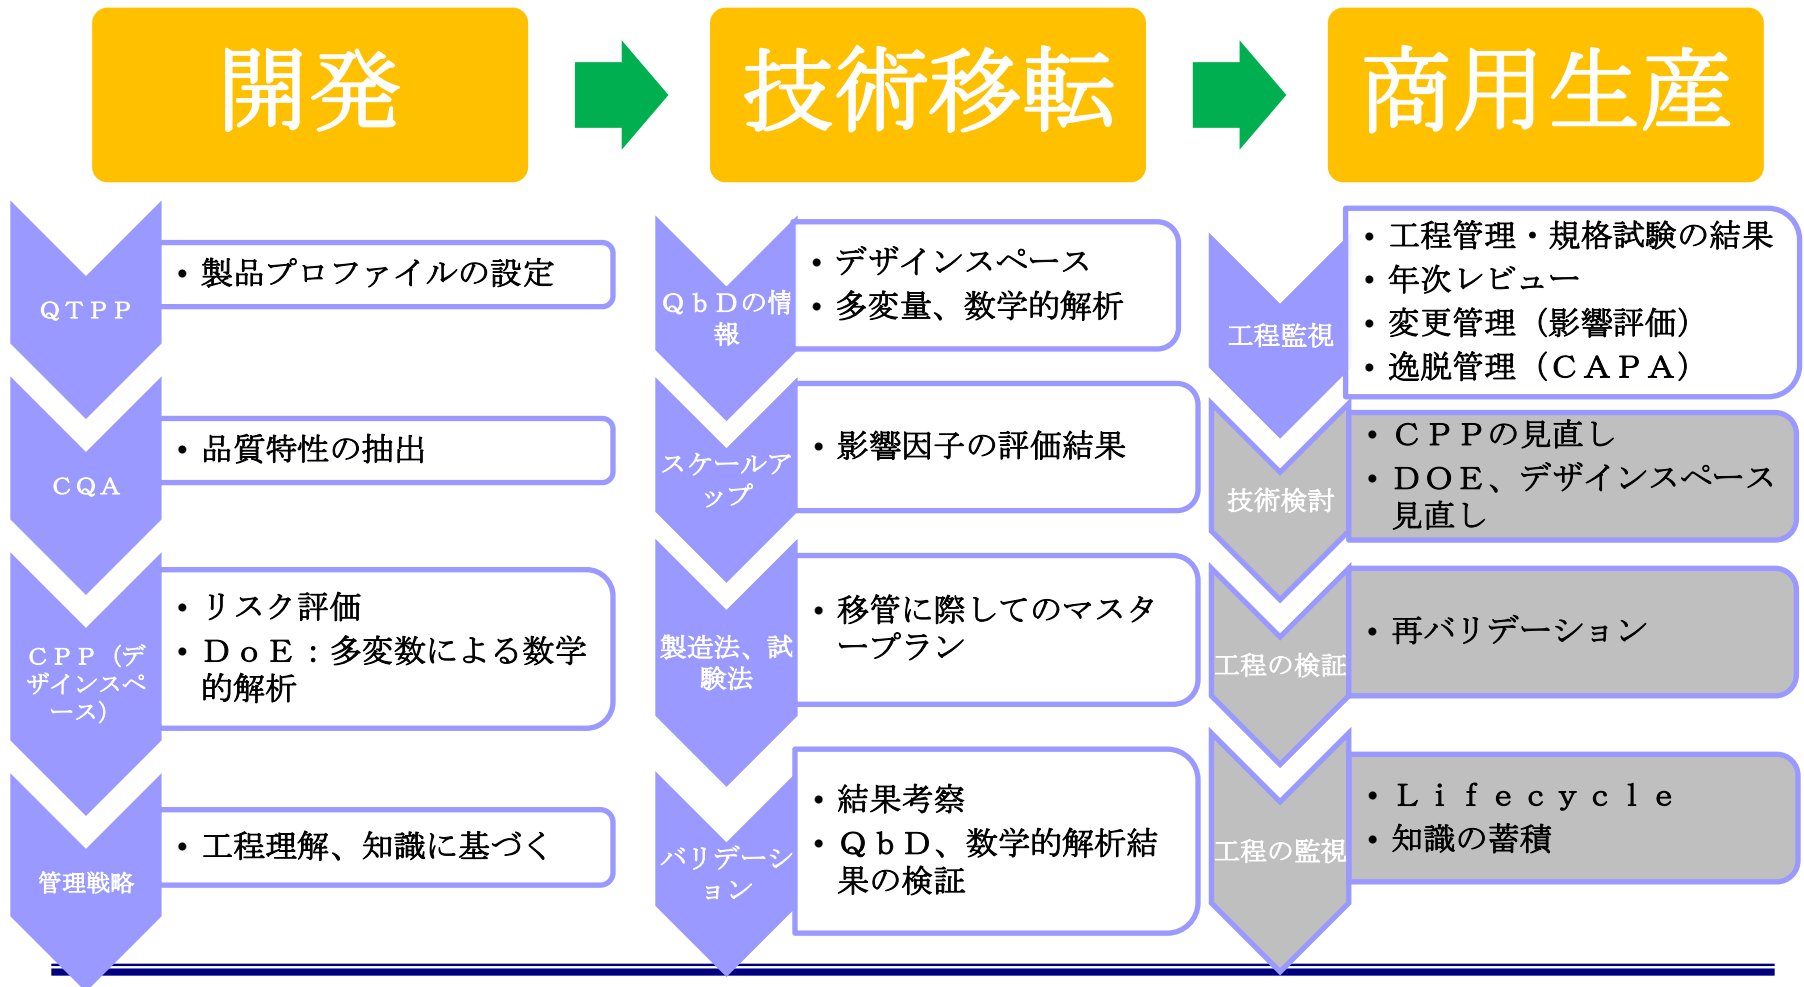 開発
技術移転
商用生産
ＱＴＰＰ
・製品プロファイルの設定
ＣＱＡ
・品質特性の抽出
ＣＰＰ（デ
ザインスペ
ース）
・リスク評価
・ＤｏＥ：多変数による数学
的解析
管理戦略
・工程理解、知識に基づく
ＱｂＤの情
報
・デザインスペース
・多変量、数学的解析
スケールア
ップ
・影響因子の評価結果
製造法、試
験法
・移管に際してのマスタ
ープラン
バリデーシ
ョン
・結果考察
・ＱｂＤ、数学的解析結
果の検証
工程監視
・工程管理・規格試験の結果
・年次レビュー
・変更管理（影響評価）
・逸脱管理（ＣＡＰＡ）
技術検討
・ＣＰＰの見直し
・ＤＯＥ、デザインスペース
見直し
工程の検証
・再バリデーション
工程の監視
・Ｌｉｆｅｃｙｃｌｅ
・知識の蓄積